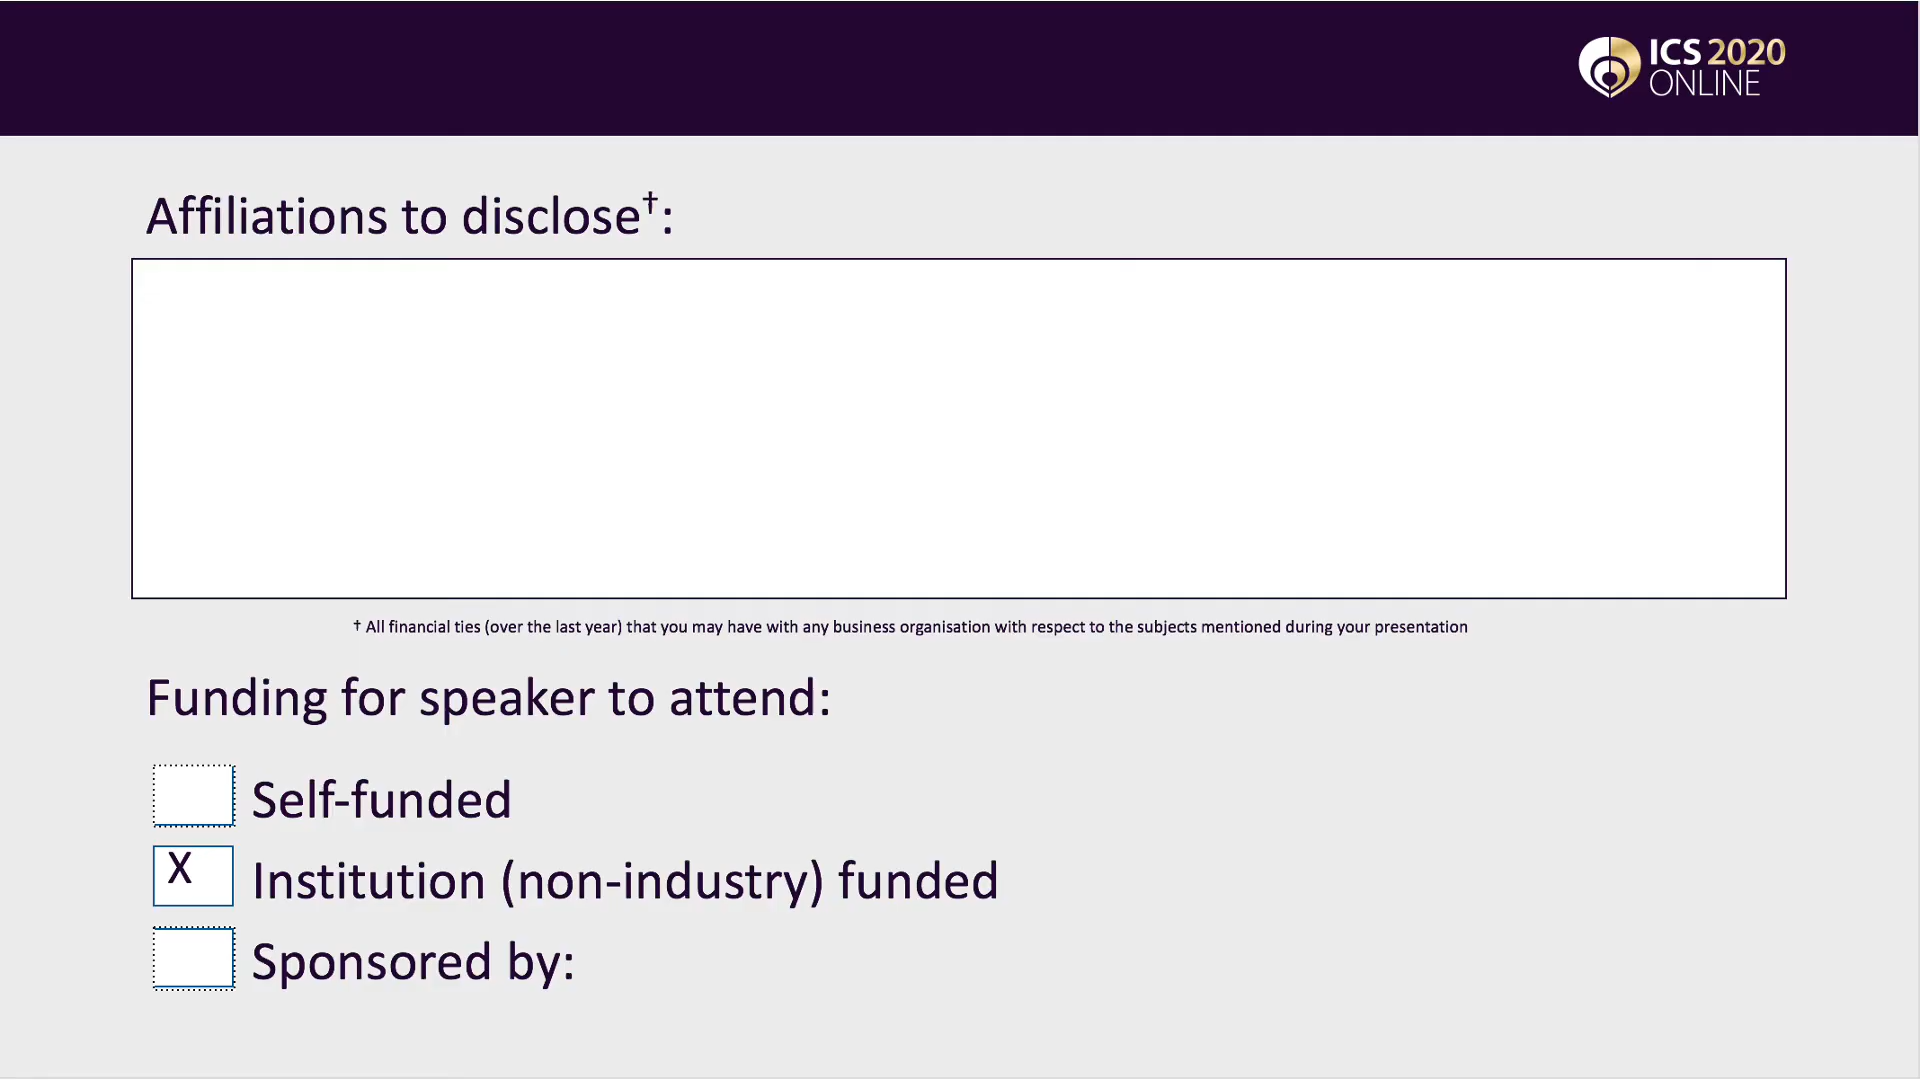 ICS 2020
ONLINE
Affiliations to disclose†:
† All financial ties (over the last year) that you may have with any business organisation with respect to the subjects mentioned during your presentation
Funding for speaker to attend:
Self-funded
X Institution (non-industry) funded
Sponsored by: